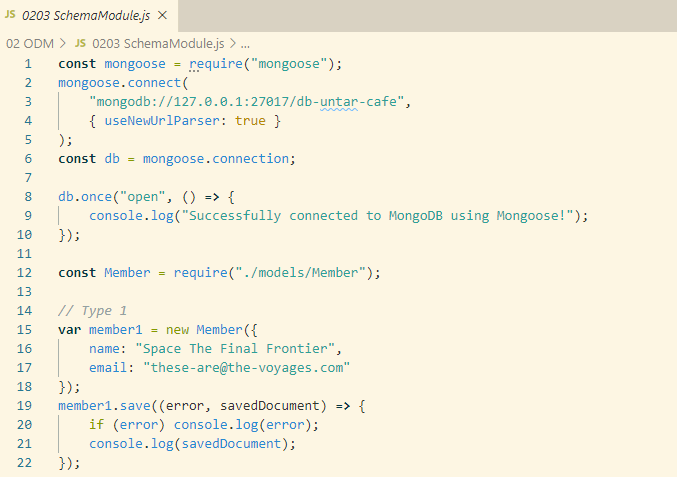 JS 0203 SchemaModule.js ×
02 ODM > JS 0203 SchemaModule.js > ...
1 const mongoose = require("mongoose");
2 mongoose.connect(
3     "mongodb://127.0.0.1:27017/db-untar-cafe",
4     { useNewUrlParser: true }
5 );
6 const db = mongoose.connection;
7
8 db.once("open", () => {
9     console.log("Successfully connected to MongoDB using Mongoose!");
10 });
11
12 const Member = require("./models/Member");
13
14 // Type 1
15 var member1 = new Member({
16     name: "Space The Final Frontier",
17     email: "these-are@the-voyages.com"
18 });
19 member1.save((error, savedDocument) => {
20     if (error) console.log(error);
21     console.log(savedDocument);
22 });